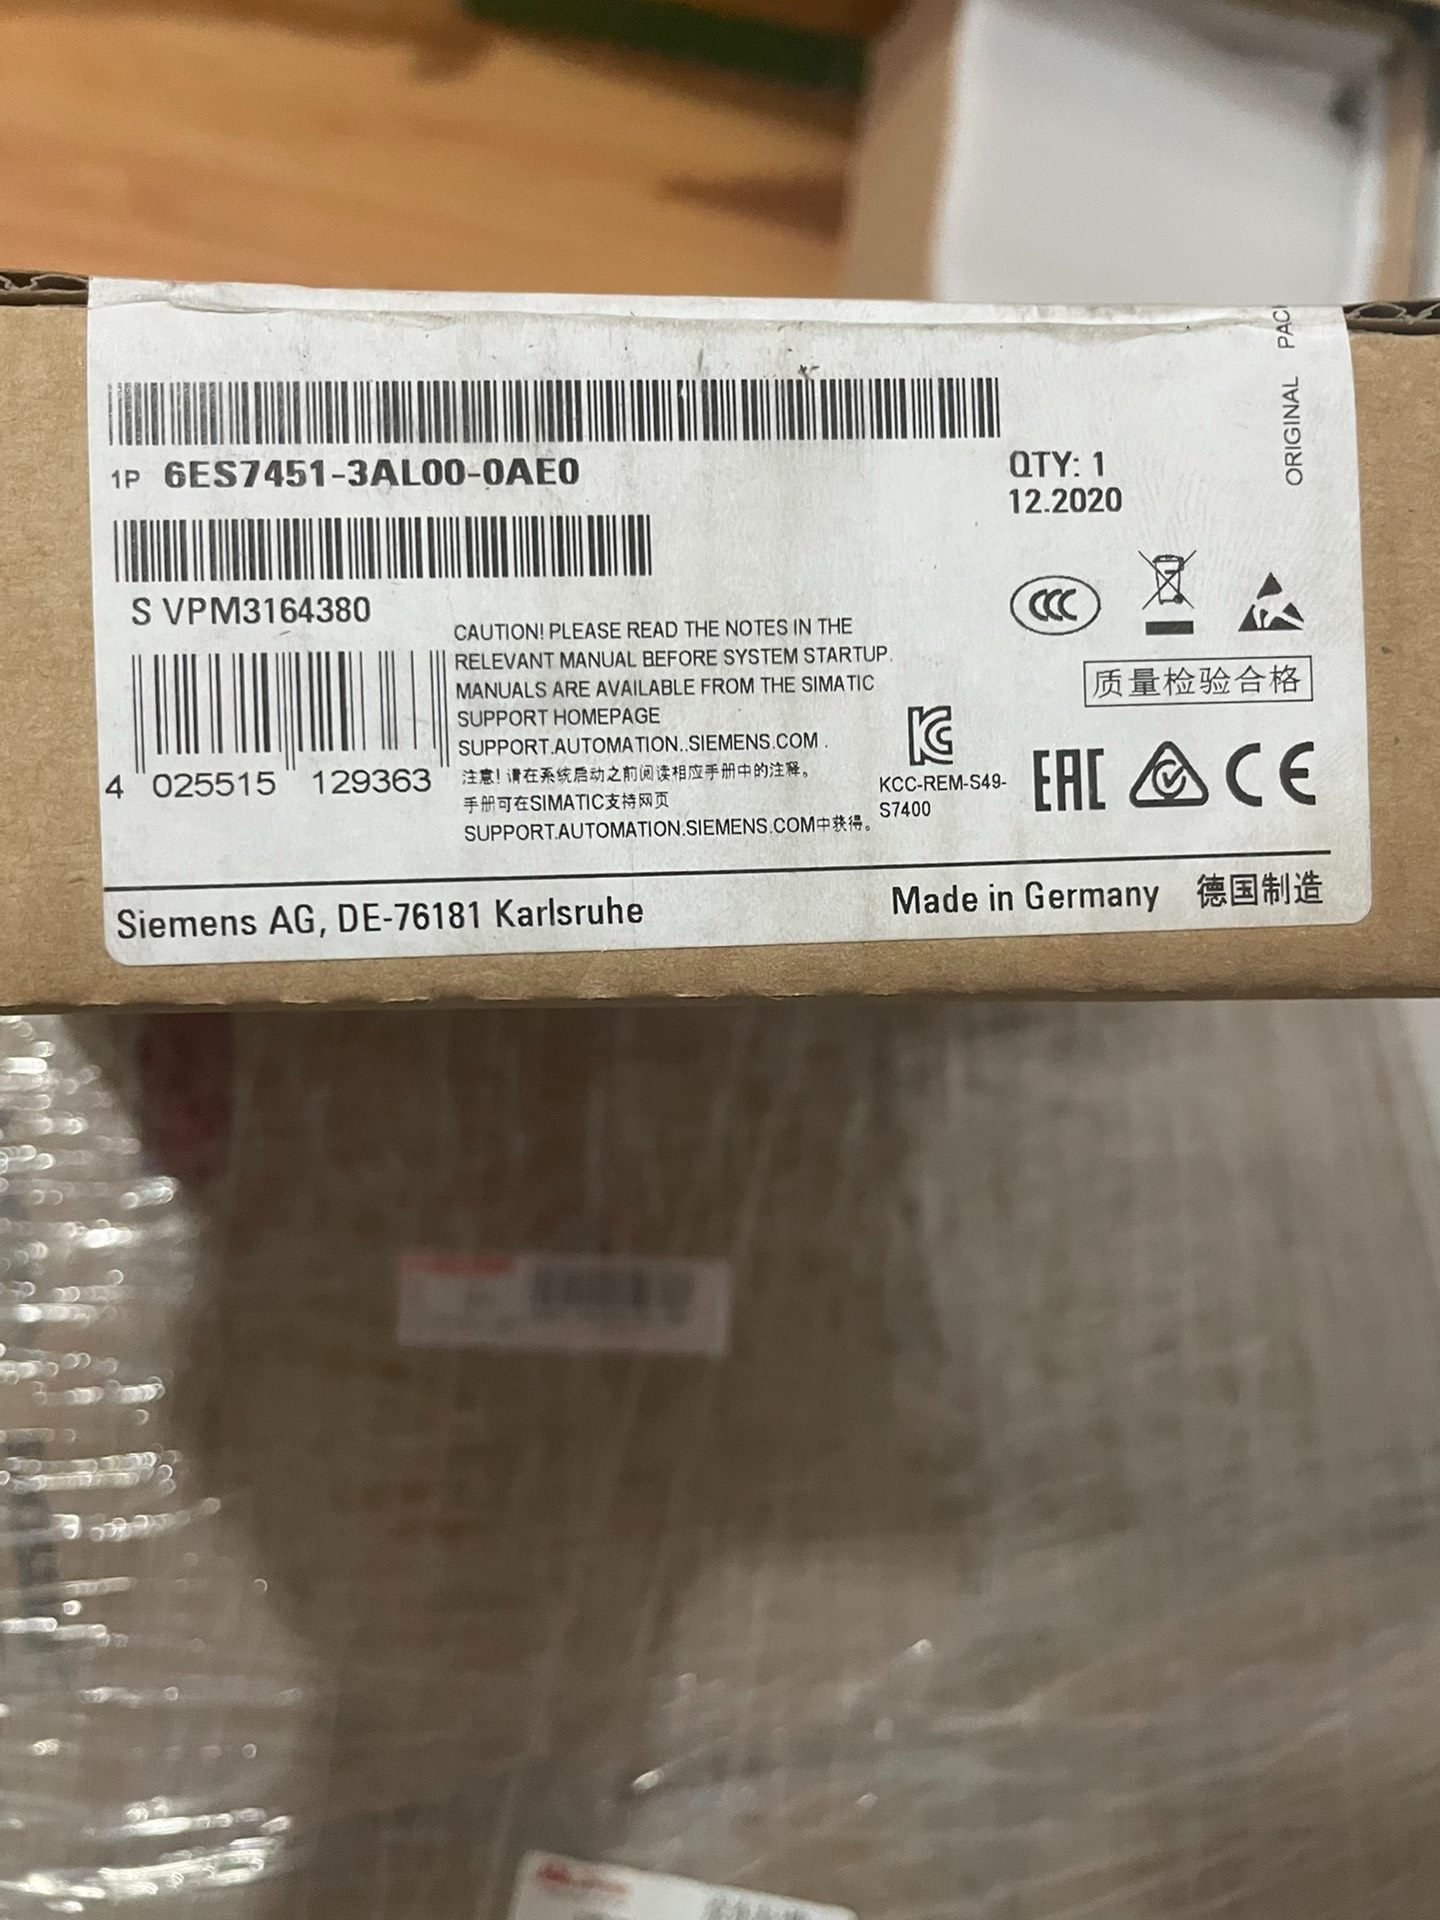 ORIGINAL
1P 6ES7451-3AL00-0AE0
QTY: 1
12.2020
S VPM3164380
CAUTION! PLEASE READ THE NOTES IN THE
RELEVANT MANUAL BEFORE SYSTEM STARTUP.
MANUALS ARE AVAILABLE FROM THE SIMATIC
SUPPORT HOMEPAGE
SUPPORT.AUTOMATION..SIEMENS.COM .
注意! 请在系统启动之前阅读相应手册中的注释。
手册可在SIMATIC支持网页
SUPPORT.AUTOMATION.SIEMENS.COM中获得。
4 025515 129363
CCC
质量检验合格
KCC-REM-S49-
S7400
EAC
CE
Siemens AG, DE-76181 Karlsruhe
Made in Germany 德国制造